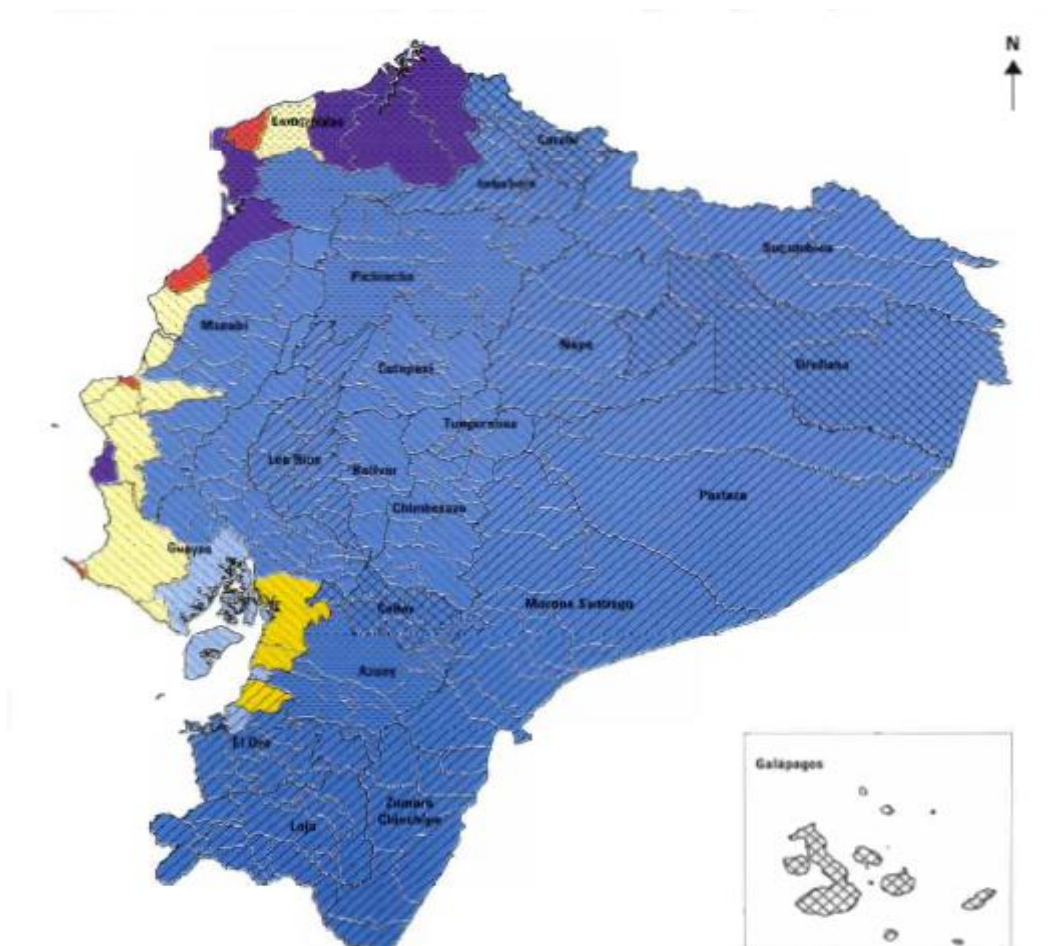 N
Esmeraldas
Carchi
Imbabura
Sucumbios
Pichincha
Manabi
Napo
Orellana
Cotopaxi
Tungurahua
Los Rios
Bolivar
Pastaza
Chimborazo
Guayas
Cañar
Morona Santiago
Azuay
El Oro
Galápagos
Zamora
Chinchipe
Loja